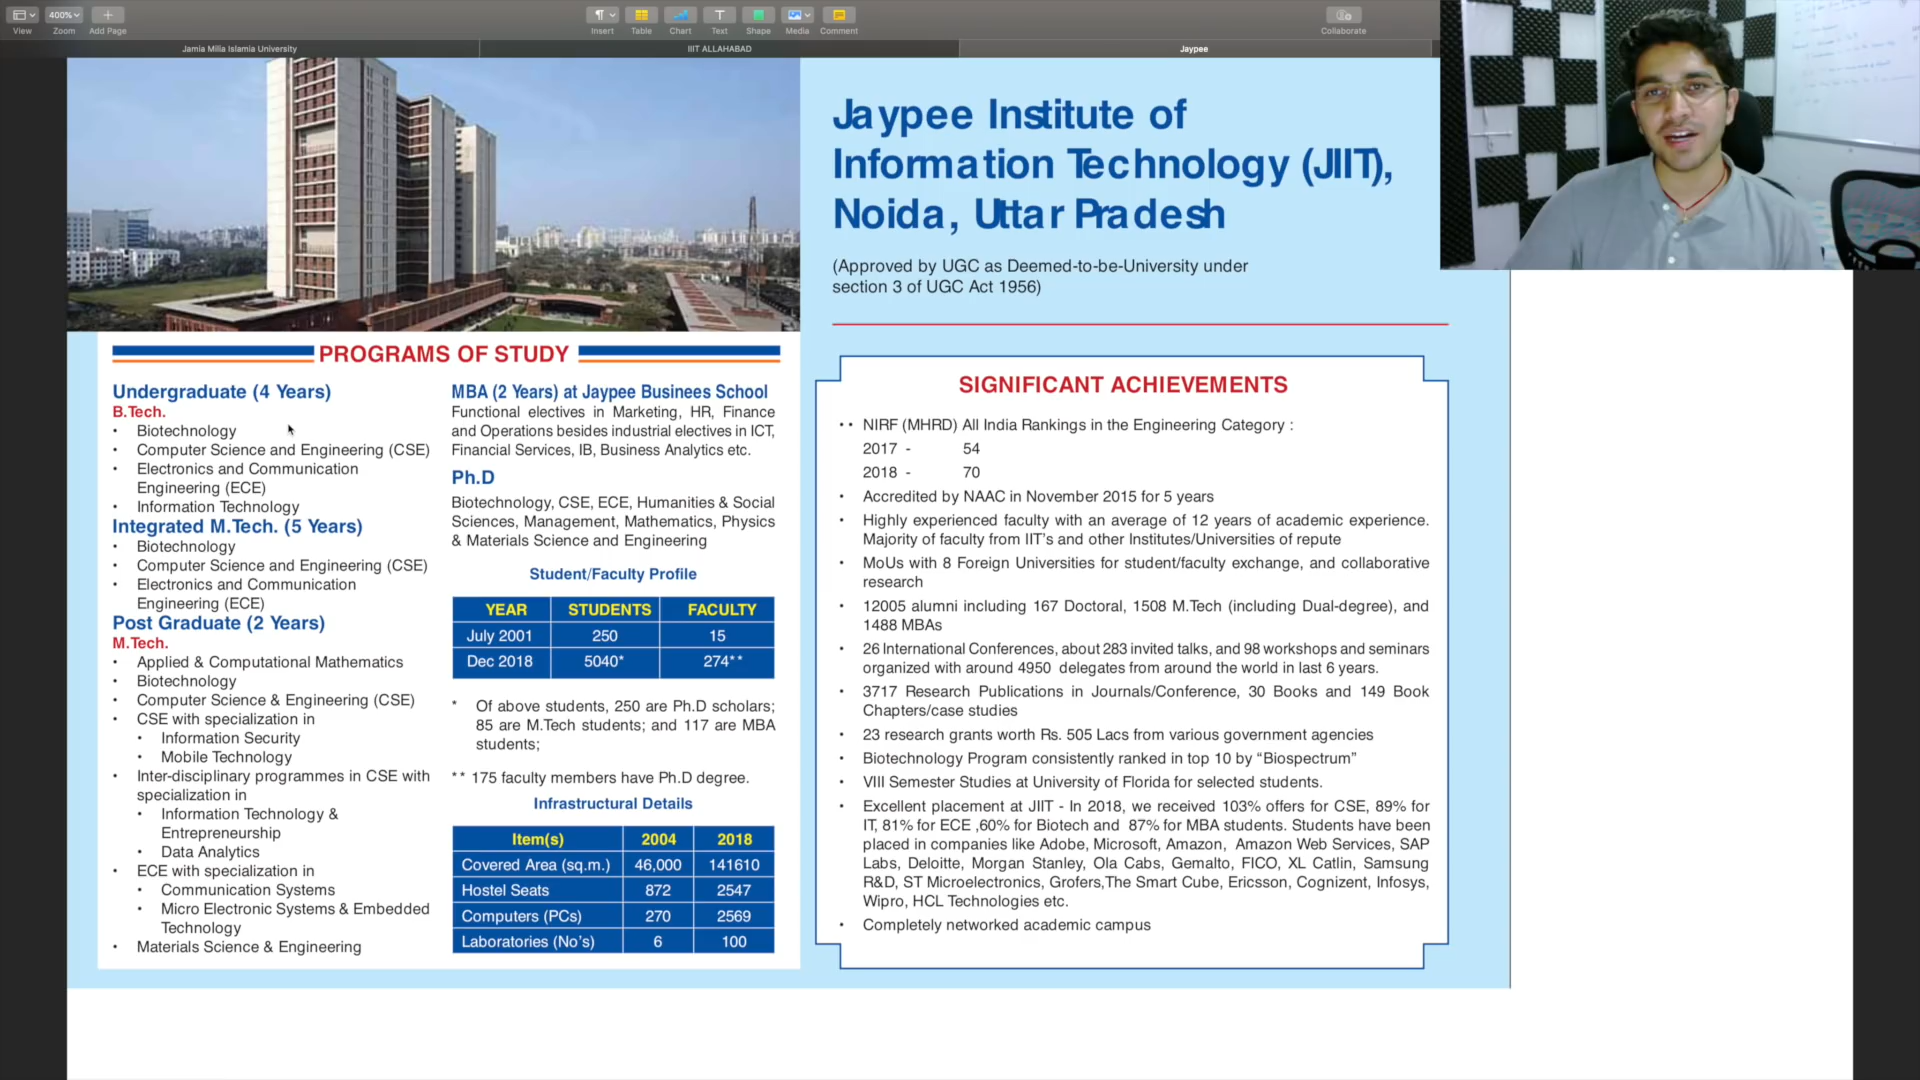 400%
View
Zoom
Add Page
Insert
Table
Chart
Text
Shape
Media
Comment
Collaborate
Jamia Milia Islamia University
IIIT ALLAHABAD
Jaypee
Jaypee Institute of
Information Technology (JIIT),
Noida, Uttar Pradesh
(Approved by UGC as Deemed-to-be-University under
section 3 of UGC Act 1956)
PROGRAMS OF STUDY
Undergraduate (4 Years)
B.Tech.
• Biotechnology
• Computer Science and Engineering (CSE)
• Electronics and Communication
Engineering (ECE)
• Information Technology
Integrated M.Tech. (5 Years)
• Biotechnology
• Computer Science and Engineering (CSE)
• Electronics and Communication
Engineering (ECE)
Post Graduate (2 Years)
M.Tech.
• Applied & Computational Mathematics
• Biotechnology
• Computer Science & Engineering (CSE)
• CSE with specialization in
• Information Security
• Mobile Technology
• Inter-disciplinary programmes in CSE with
specialization in
• Information Technology &
Entrepreneurship
• Data Analytics
• ECE with specialization in
• Communication Systems
• Micro Electronic Systems & Embedded
Technology
• Materials Science & Engineering
MBA (2 Years) at Jaypee Businees School
Functional electives in Marketing, HR, Finance
and Operations besides industrial electives in ICT,
Financial Services, IB, Business Analytics etc.
Ph.D
Biotechnology, CSE, ECE, Humanities & Social
Sciences, Management, Mathematics, Physics
& Materials Science and Engineering
Student/Faculty Profile
YEAR STUDENTS FACULTY
July 2001 250 15
Dec 2018 5040* 274**
* Of above students, 250 are Ph.D scholars;
85 are M.Tech students; and 117 are MBA
students;
** 175 faculty members have Ph.D degree.
Infrastructural Details
Item(s) 2004 2018
Covered Area (sq.m.) 46,000 141610
Hostel Seats 872 2547
Computers (PCs) 270 2569
Laboratories (No's) 6 100
SIGNIFICANT ACHIEVEMENTS
• • NIRF (MHRD) All India Rankings in the Engineering Category :
2017 - 54
2018 - 70
• Accredited by NAAC in November 2015 for 5 years
• Highly experienced faculty with an average of 12 years of academic experience.
Majority of faculty from IIT's and other Institutes/Universities of repute
• MoUs with 8 Foreign Universities for student/faculty exchange, and collaborative
research
• 12005 alumni including 167 Doctoral, 1508 M.Tech (including Dual-degree), and
1488 MBAs
• 26 International Conferences, about 283 invited talks, and 98 workshops and seminars
organized with around 4950 delegates from around the world in last 6 years.
• 3717 Research Publications in Journals/Conference, 30 Books and 149 Book
Chapters/case studies
• 23 research grants worth Rs. 505 Lacs from various government agencies
• Biotechnology Program consistently ranked in top 10 by “Biospectrum”
• VIII Semester Studies at University of Florida for selected students.
• Excellent placement at JIIT - In 2018, we received 103% offers for CSE, 89% for
IT, 81% for ECE ,60% for Biotech and 87% for MBA students. Students have been
placed in companies like Adobe, Microsoft, Amazon, Amazon Web Services, SAP
Labs, Deloitte, Morgan Stanley, Ola Cabs, Gemalto, FICO, XL Catlin, Samsung
R&D, ST Microelectronics, Grofers,The Smart Cube, Ericsson, Cognizent, Infosys,
Wipro, HCL Technologies etc.
• Completely networked academic campus